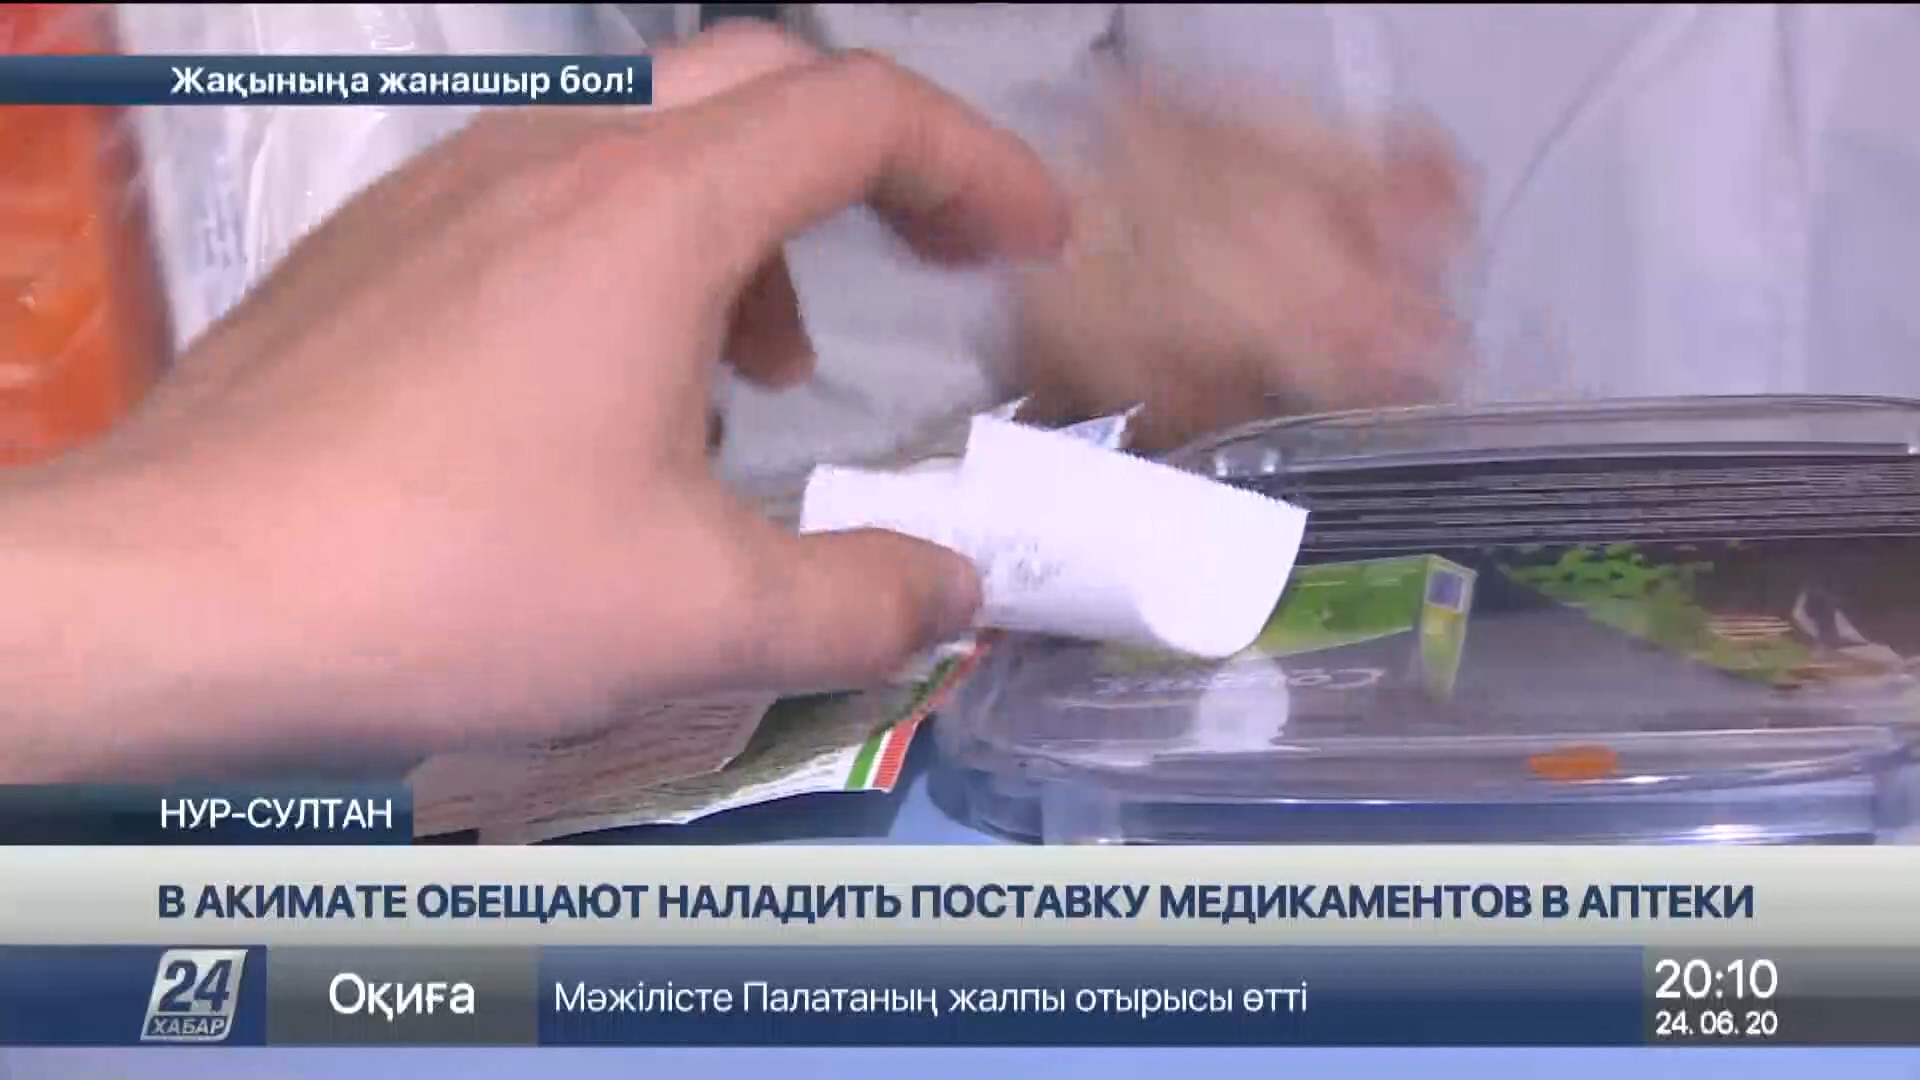 Жақыныңа жанашыр бол!
НУР-СУЛТАН
В АКИМАТЕ ОБЕЩАЮТ НАЛАДИТЬ ПОСТАВКУ МЕДИКАМЕНТОВ В АПТЕКИ
24
ХАБАР
Оқиға
Мәжілісте Палатаның жалпы отырысы өтті
20:10
24. 06. 20